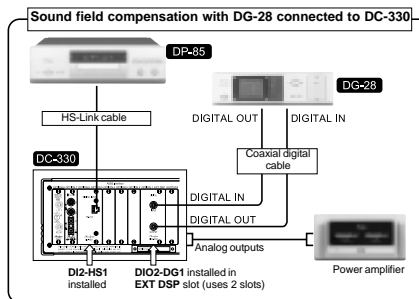 Sound field compensation with DG-28 connected to DC-330
DP-85
DG-28
HS-Link cable
DIGITAL OUT
DIGITAL IN
Coaxial digital
cable
DC-330
DIGITAL IN
DIGITAL OUT
Analog outputs
DI2-HS1
installed
DIO2-DG1 installed in
EXT DSP slot (uses 2 slots)
Power amplifier